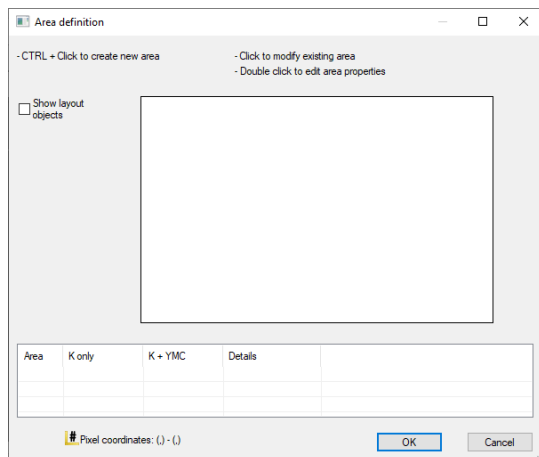 Area definition
- CTRL + Click to create new area
- Click to modify existing area
- Double click to edit area properties
Show layout
objects
Area K only K + YMC Details
# Pixel coordinates: (,) - (,)
OK Cancel